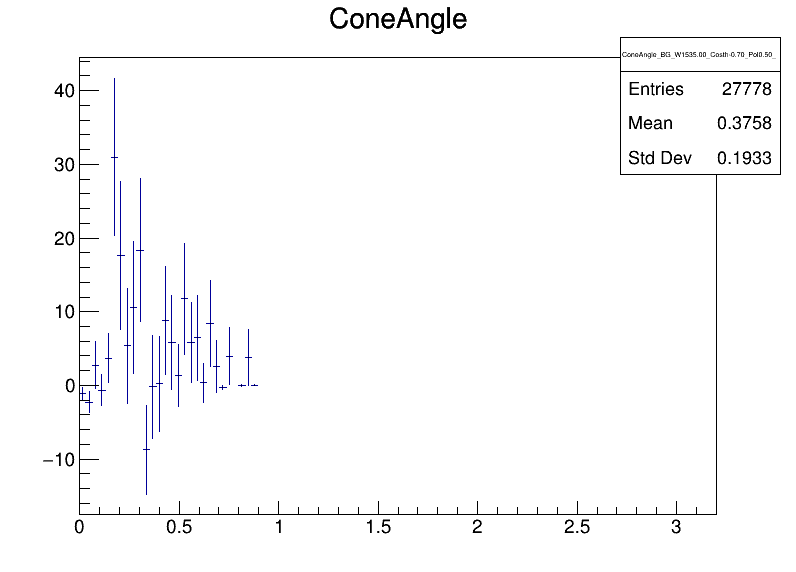 ConeAngle
ConeAngle_BG_W1535.00_Costh-0.70_Pol0.50_
Entries 27778
Mean 0.3758
Std Dev 0.1933
40
30
20
10
0
−10
0 0.5 1 1.5 2 2.5 3